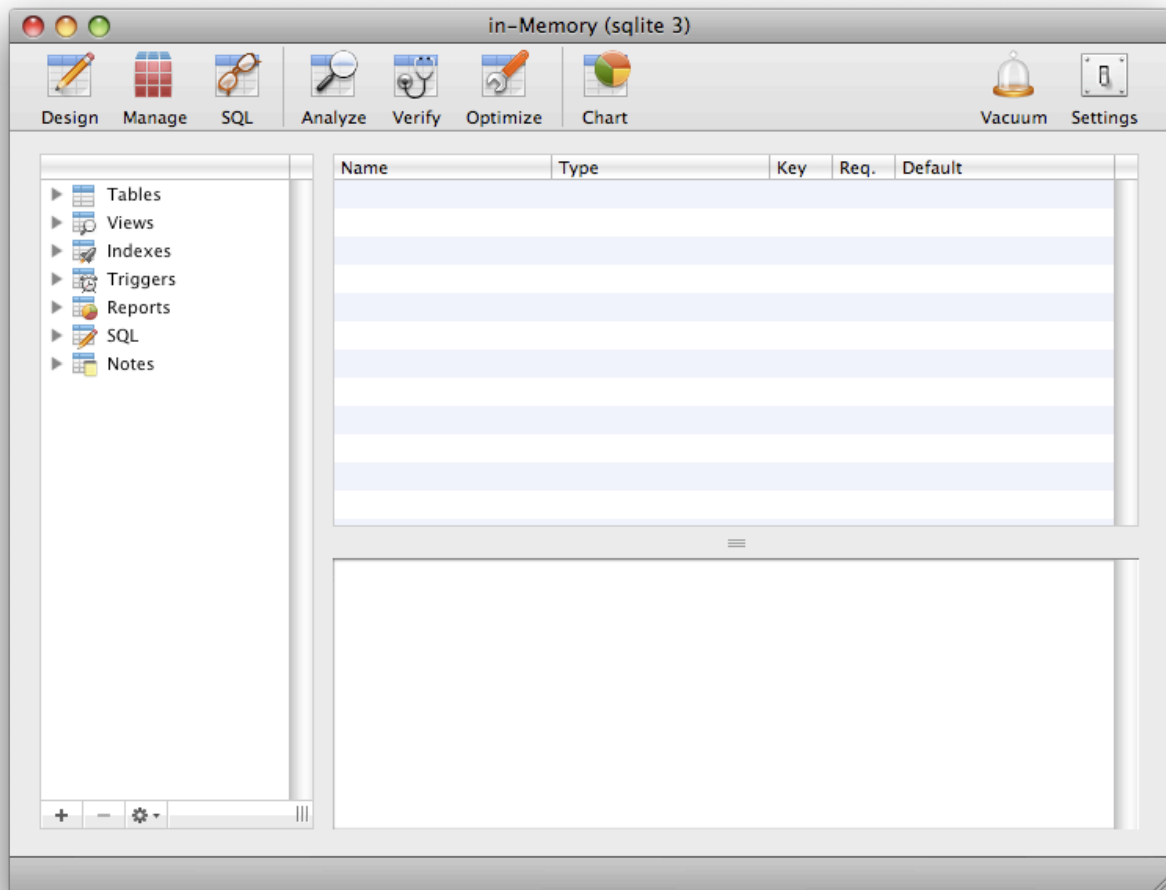 in-Memory (sqlite 3)
Design Manage SQL Analyze Verify Optimize Chart Vacuum Settings
Name Type Key Req. Default
Tables
Views
Indexes
Triggers
Reports
SQL
Notes